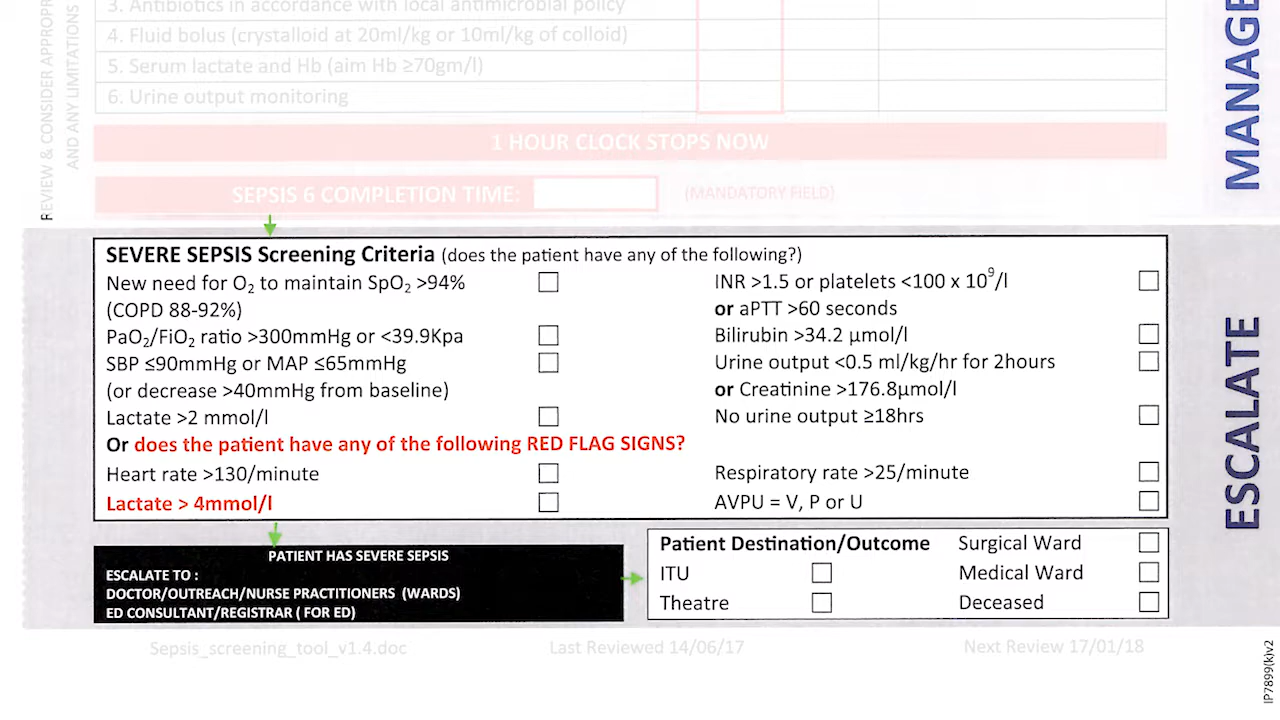 3. Antibiotics in accordance with local antimicrobial policy
4. Fluid bolus (crystalloid at 20ml/kg or 10ml/kg of colloid)
5. Serum lactate and Hb (aim Hb ≥70gm/l)
6. Urine output monitoring
REVIEW & CONSIDER
AND ANY LIMITATIONS
1 HOUR CLOCK STOPS NOW
SEPSIS 6 COMPLETION TIME:
(MANDATORY FIELD)
SEVERE SEPSIS Screening Criteria (does the patient have any of the following?)
New need for O₂ to maintain SpO₂ >94%
(COPD 88-92%)
PaO₂/FiO₂ ratio >300mmHg or <39.9Kpa
SBP ≤90mmHg or MAP ≤65mmHg
(or decrease >40mmHg from baseline)
Lactate >2 mmol/l
INR >1.5 or platelets <100 x 10⁹/l
or aPTT >60 seconds
Bilirubin >34.2 µmol/l
Urine output <0.5 ml/kg/hr for 2hours
or Creatinine >176.8µmol/l
No urine output ≥18hrs
Or does the patient have any of the following RED FLAG SIGNS?
Heart rate >130/minute
Lactate > 4mmol/l
Respiratory rate >25/minute
AVPU = V, P or U
ESCALATE
PATIENT HAS SEVERE SEPSIS
ESCALATE TO :
DOCTOR/OUTREACH/NURSE PRACTITIONERS (WARDS)
ED CONSULTANT/REGISTRAR ( FOR ED)
Patient Destination/Outcome
ITU
Theatre
Surgical Ward
Medical Ward
Deceased
Sepsis_screening_tool_v1.4.doc
Last Reviewed 14/06/17
Next Review 17/01/18
IP7899(k)v2